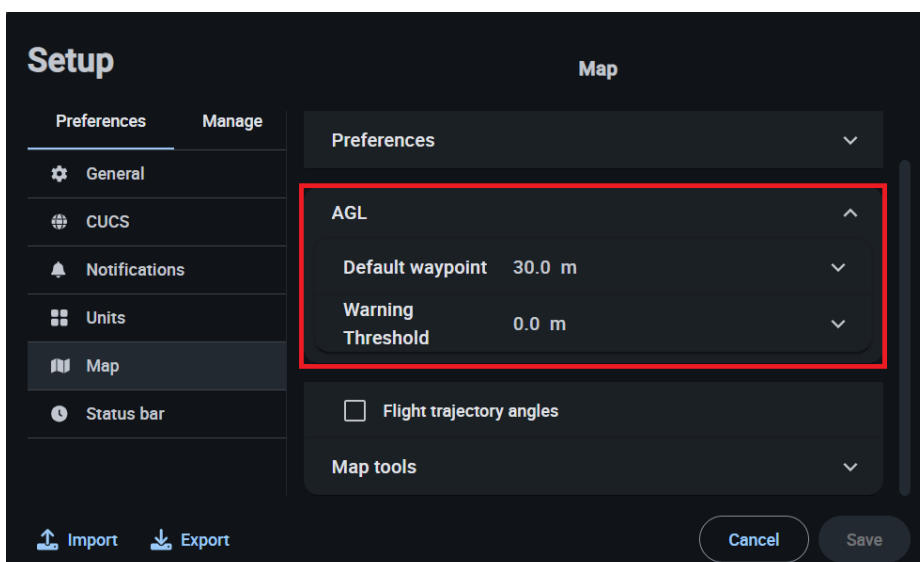 Setup
Map
Preferences
Manage
General
CUCS
Notifications
Units
Map
Status bar
Preferences
AGL
Default waypoint 30.0 m
Warning
Threshold 0.0 m
Flight trajectory angles
Map tools
Import
Export
Cancel
Save